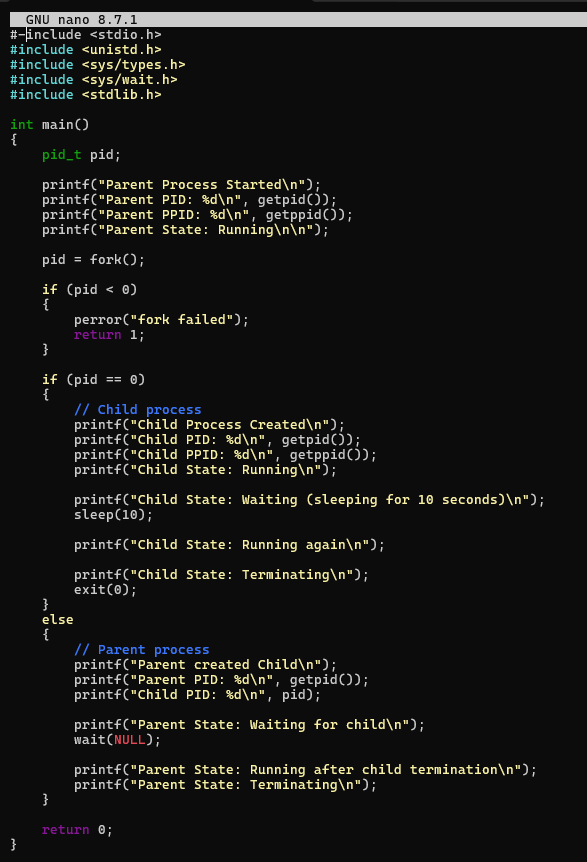 GNU nano 8.7.1
#-include <stdio.h>
#include <unistd.h>
#include <sys/types.h>
#include <sys/wait.h>
#include <stdlib.h>

int main()
{
    pid_t pid;

    printf("Parent Process Started\n");
    printf("Parent PID: %d\n", getpid());
    printf("Parent PPID: %d\n", getppid());
    printf("Parent State: Running\n\n");

    pid = fork();

    if (pid < 0)
    {
        perror("fork failed");
        return 1;
    }

    if (pid == 0)
    {
        // Child process
        printf("Child Process Created\n");
        printf("Child PID: %d\n", getpid());
        printf("Child PPID: %d\n", getppid());
        printf("Child State: Running\n");

        printf("Child State: Waiting (sleeping for 10 seconds)\n");
        sleep(10);

        printf("Child State: Running again\n");

        printf("Child State: Terminating\n");
        exit(0);
    }
    else
    {
        // Parent process
        printf("Parent created Child\n");
        printf("Parent PID: %d\n", getpid());
        printf("Child PID: %d\n", pid);

        printf("Parent State: Waiting for child\n");
        wait(NULL);

        printf("Parent State: Running after child termination\n");
        printf("Parent State: Terminating\n");
    }

    return 0;
}